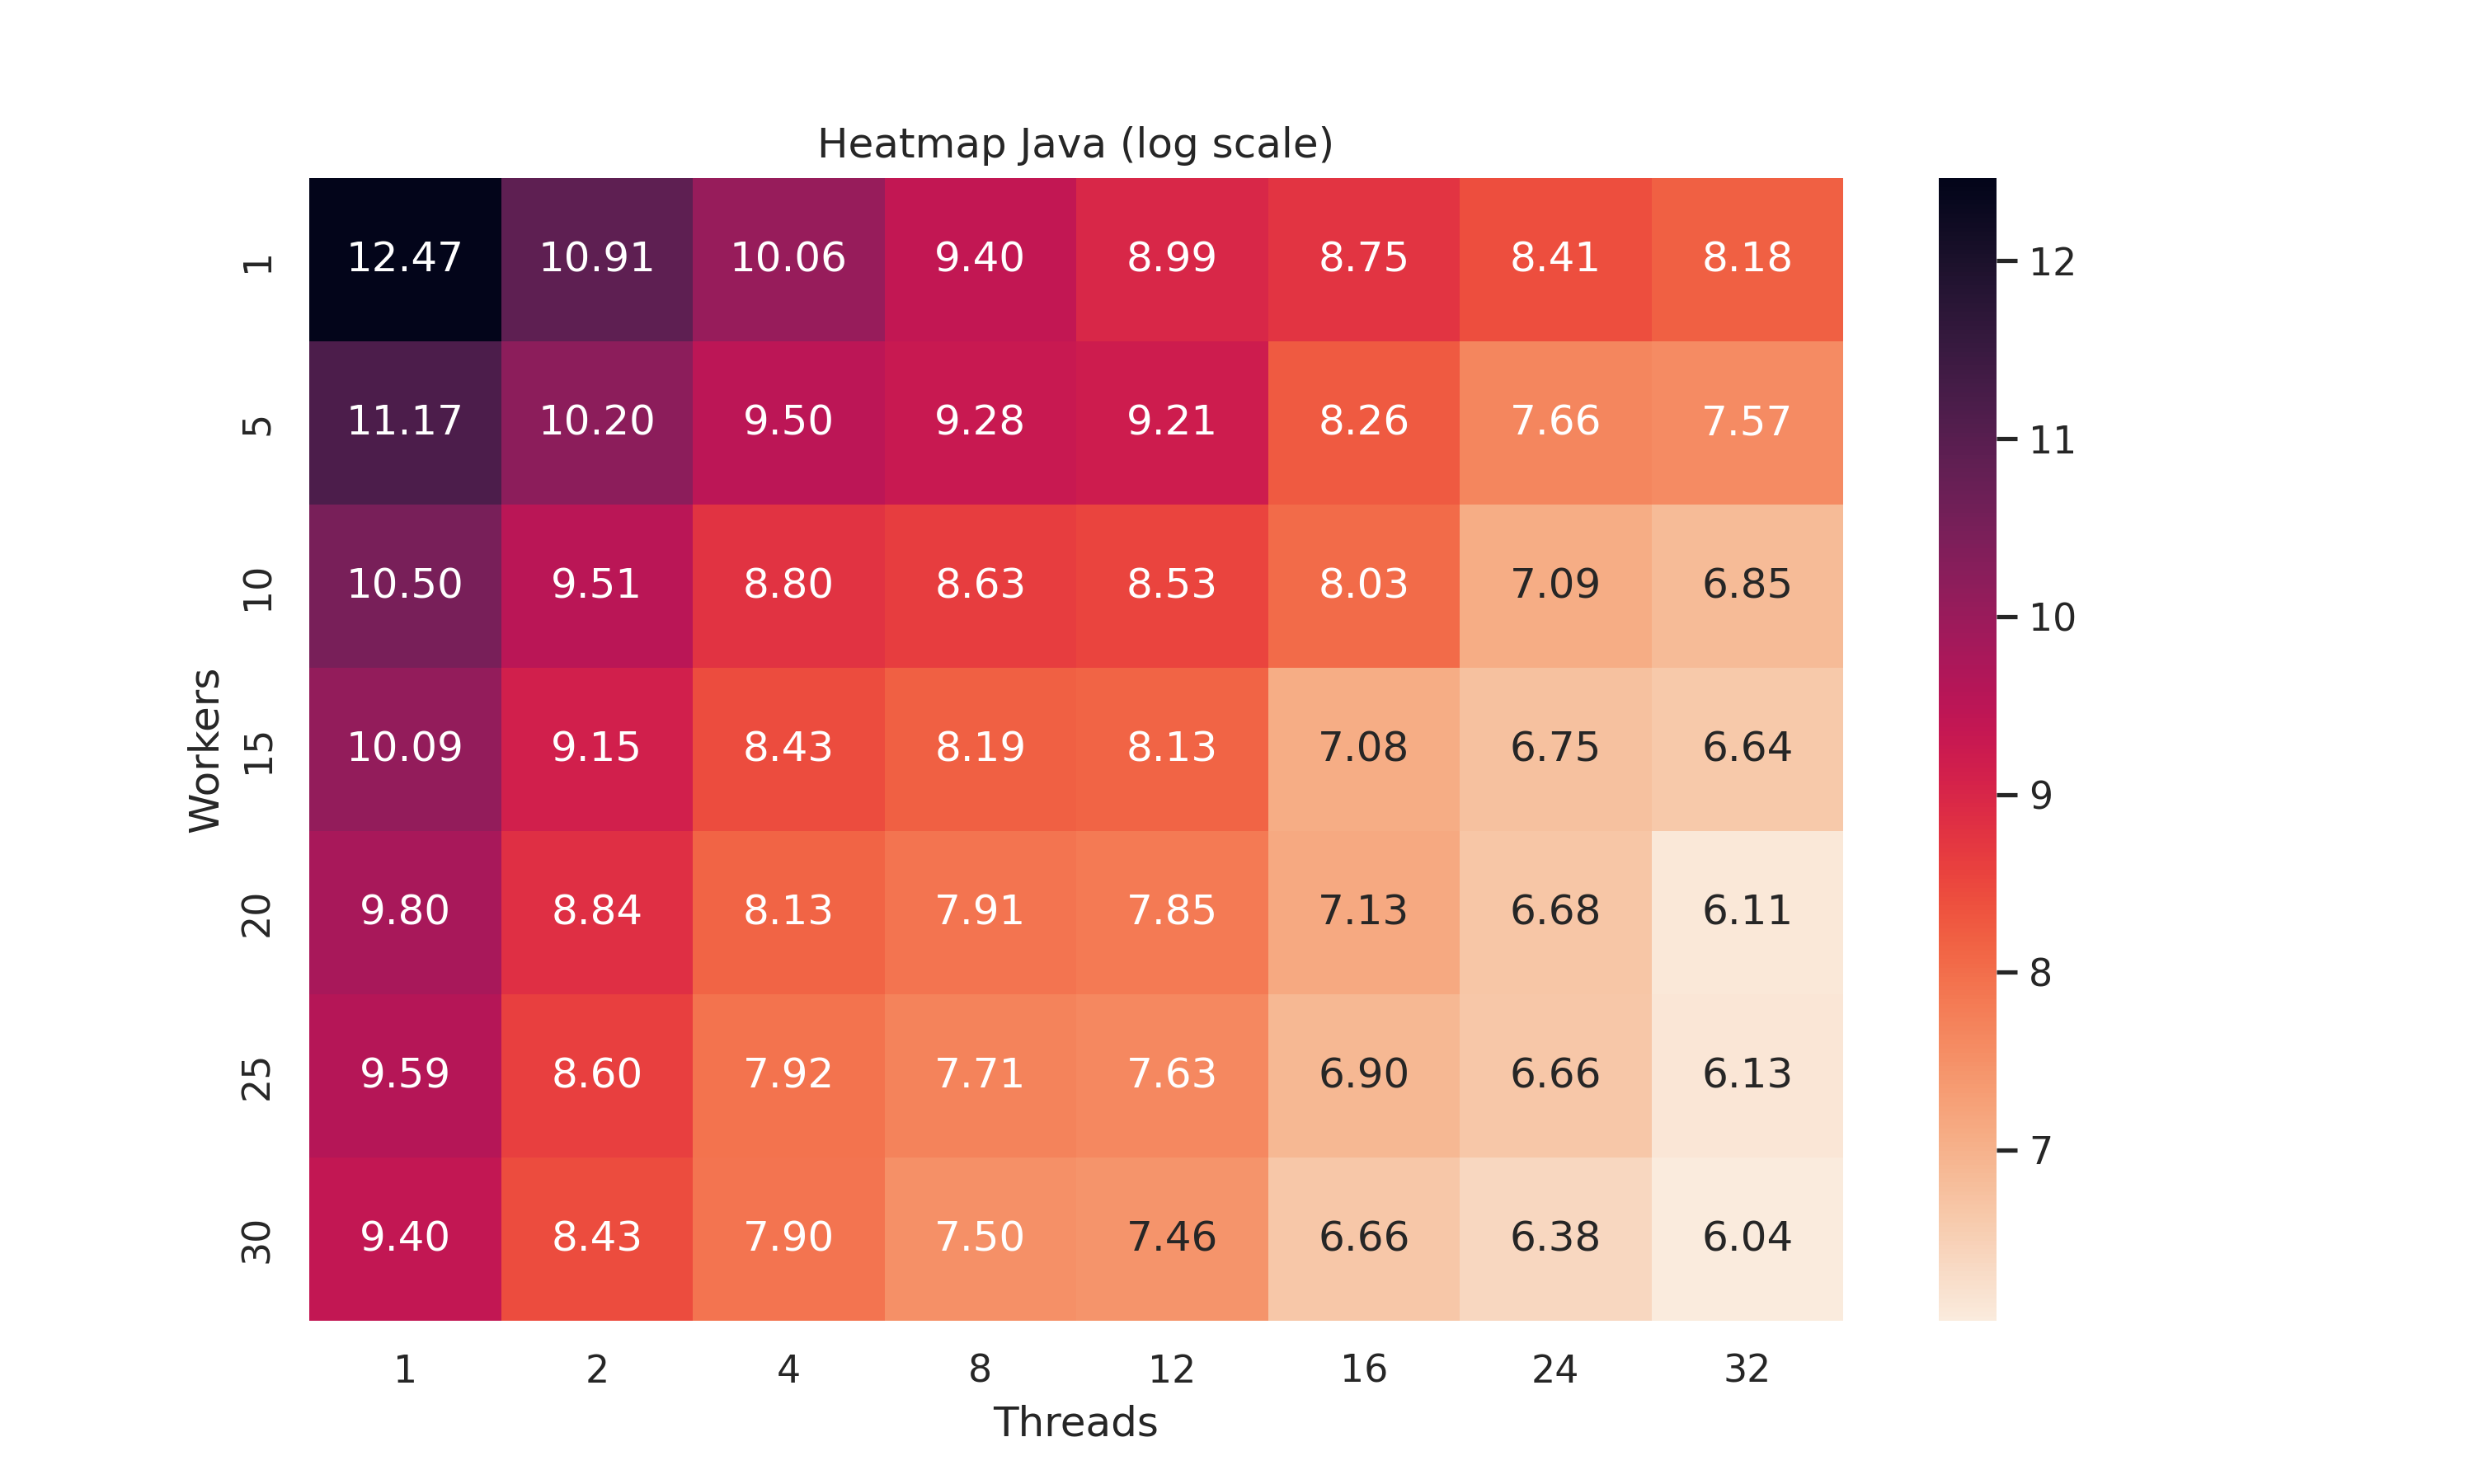 Heatmap Java (log scale)
1 12.47 10.91 10.06 9.40 8.99 8.75 8.41 8.18
5 11.17 10.20 9.50 9.28 9.21 8.26 7.66 7.57
10 10.50 9.51 8.80 8.63 8.53 8.03 7.09 6.85
15 10.09 9.15 8.43 8.19 8.13 7.08 6.75 6.64
20 9.80 8.84 8.13 7.91 7.85 7.13 6.68 6.11
25 9.59 8.60 7.92 7.71 7.63 6.90 6.66 6.13
30 9.40 8.43 7.90 7.50 7.46 6.66 6.38 6.04
Workers
1 2 4 8 12 16 24 32
Threads
12
11
10
9
8
7